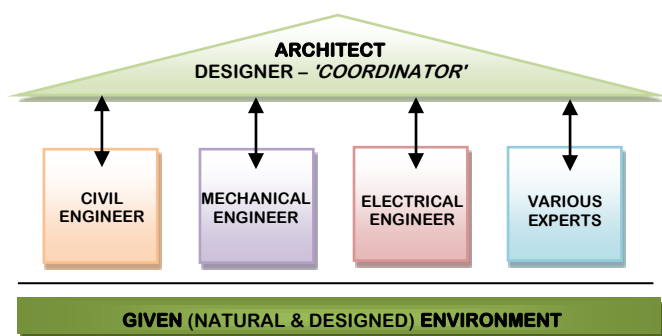 ARCHITECT
DESIGNER – 'COORDINATOR'
CIVIL
ENGINEER
MECHANICAL
ENGINEER
ELECTRICAL
ENGINEER
VARIOUS
EXPERTS
GIVEN (NATURAL & DESIGNED) ENVIRONMENT